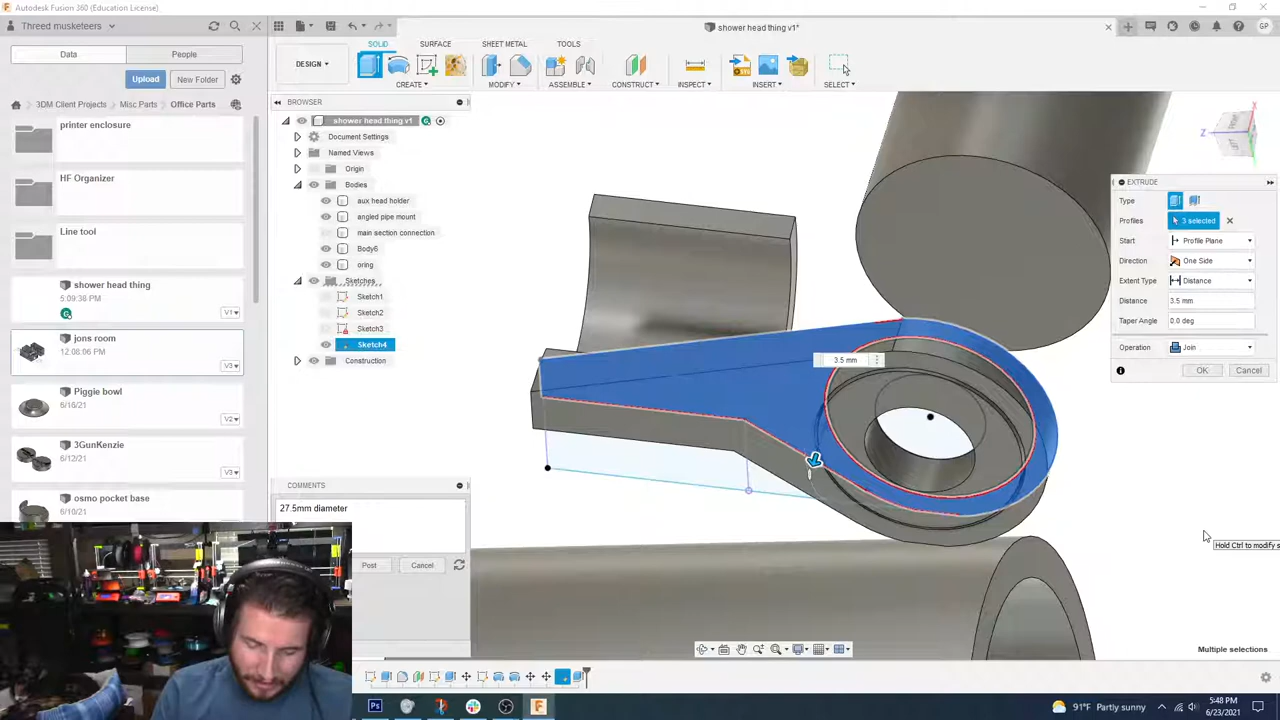 Autodesk Fusion 360 (Education License)
Threed musketeers
shower head thing v1*
GP
Data
People
SOLID
SURFACE
SHEET METAL
TOOLS
DESIGN
Upload
New Folder
CREATE
MODIFY
ASSEMBLE
CONSTRUCT
INSPECT
INSERT
SELECT
3DM Client Projects
Misc Parts
Office Parts
BROWSER
printer enclosure
shower head thing v1
Document Settings
Named Views
Origin
HF Organizer
Bodies
aux head holder
angled pipe mount
Line tool
main section connection
Body6
oring
shower head thing
5:09:38 PM
V1
Sketches
Sketch1
Sketch2
Sketch3
jons room
12:08:06 PM
V3
Sketch4
Construction
Piggie bowl
6/16/21
V2
3GunKenzie
6/12/21
V3
osmo pocket base
6/10/21
COMMENTS
27.5mm diameter
Post
Cancel
3.5 mm
Z
EXTRUDE
Type
Profiles
3 selected
Start
Profile Plane
Direction
One Side
Extent Type
Distance
Distance
3.5 mm
Taper Angle
0.0 deg
Operation
Join
OK
Cancel
Hold Ctrl to modify s
Multiple selections
91°F Partly sunny
5:48 PM
6/23/2021